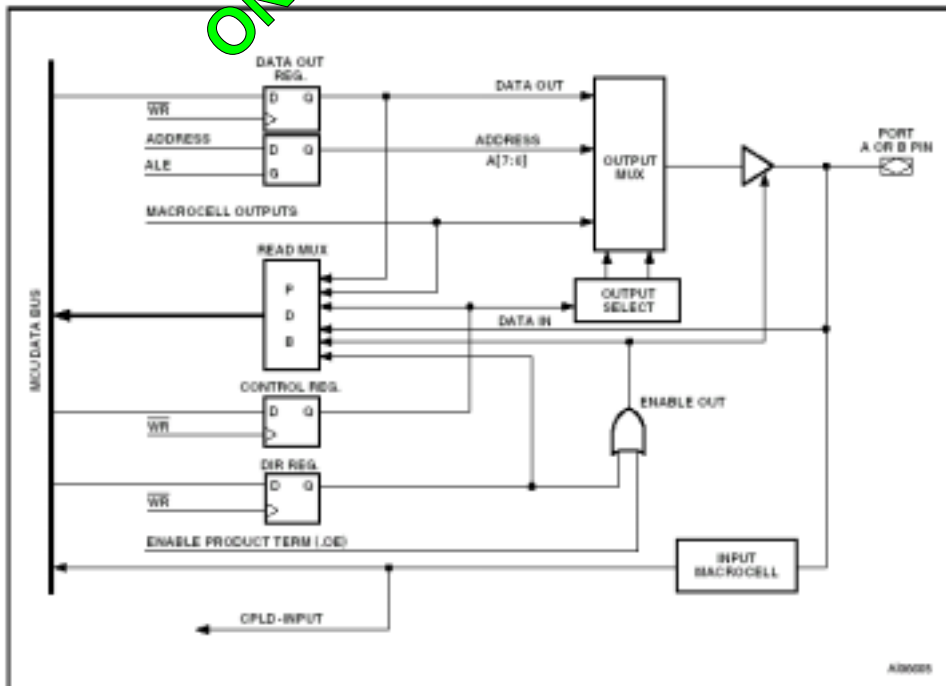 DATA OUT
REG.
D Q
WR
ADDRESS
D Q
ALE
G
MACROCELL OUTPUTS
READ MUX
P
D
B
DATA OUT
ADDRESS
OUTPUT
MUX
PORT
A OR B PIN
OUTPUT
SELECT
DATA IN
MCU DATA BUS
CONTROL REG.
D Q
WR
ENABLE OUT
DIR REG.
D Q
WR
ENABLE PRODUCT TERM (.OE)
INPUT
MACROCELL
CPLD-INPUT